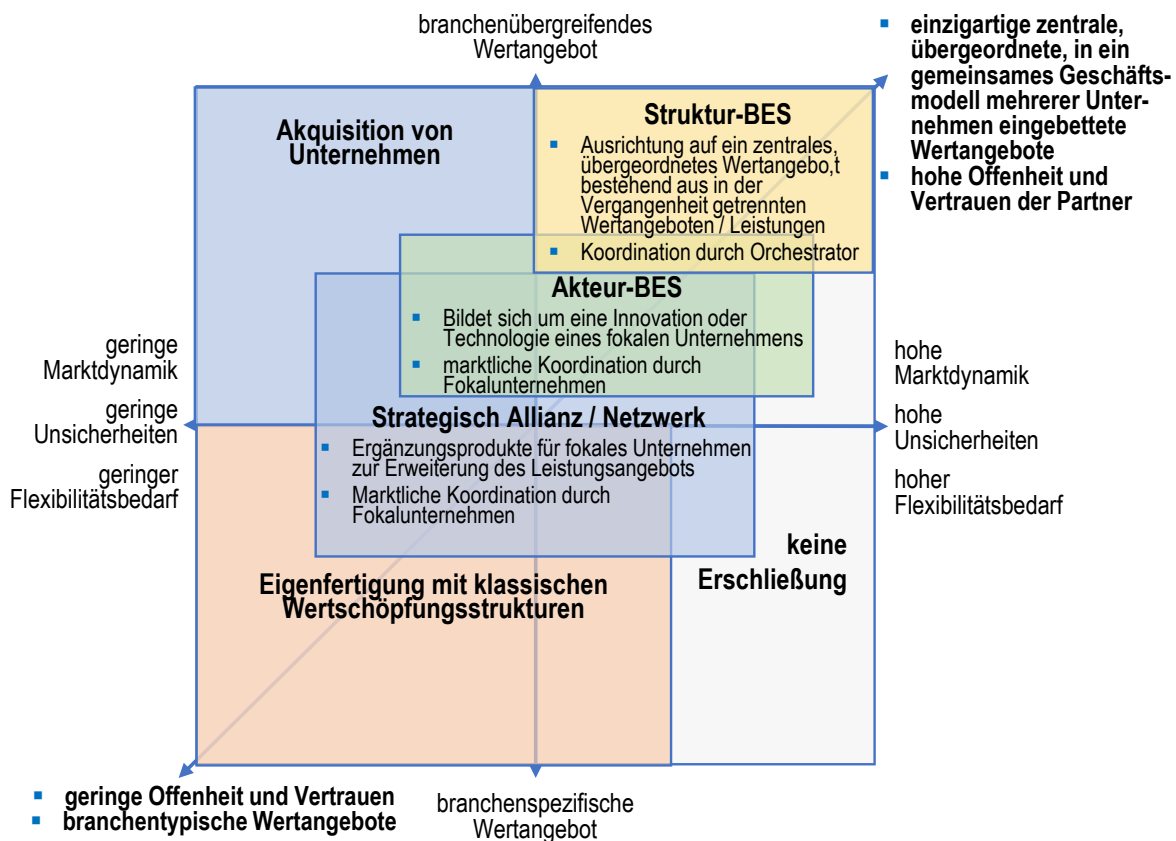 branchenübergreifendes
Wertangebot
▪ einzigartige zentrale,
übergeordnete, in ein
gemeinsames Geschäfts-
modell mehrerer Unter-
nehmen eingebettete
Wertangebote
▪ hohe Offenheit und
Vertrauen der Partner
Akquisition von
Unternehmen
Struktur-BES
▪ Ausrichtung auf ein zentrales,
übergeordnetes Wertangebo,t
bestehend aus in der
Vergangenheit getrennten
Wertangeboten / Leistungen
▪ Koordination durch Orchestrator
Akteur-BES
▪ Bildet sich um eine Innovation oder
Technologie eines fokalen Unternehmens
▪ marktliche Koordination durch
Fokalunternehmen
geringe
Marktdynamik
geringe
Unsicherheiten
geringer
Flexibilitätsbedarf
hohe
Marktdynamik
hohe
Unsicherheiten
hoher
Flexibilitätsbedarf
Strategisch Allianz / Netzwerk
▪ Ergänzungsprodukte für fokales Unternehmen
zur Erweiterung des Leistungsangebots
▪ Marktliche Koordination durch
Fokalunternehmen
keine
Erschließung
Eigenfertigung mit klassischen
Wertschöpfungsstrukturen
▪ geringe Offenheit und Vertrauen
▪ branchentypische Wertangebote
branchenspezifische
Wertangebot